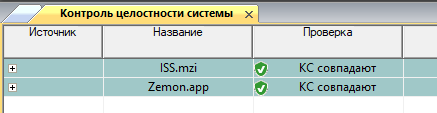 Контроль целостности системы
Источник Название Проверка
ISS.mzi КС совпадают
Zemon.app КС совпадают